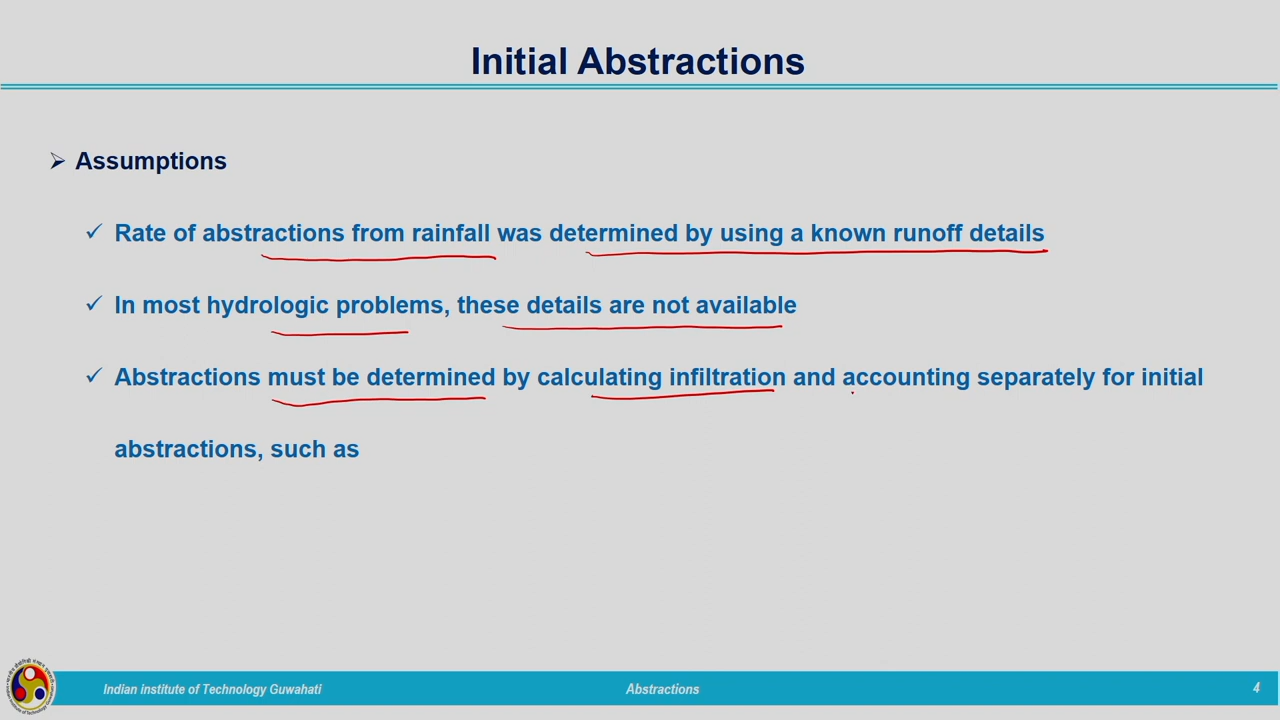 Initial Abstractions
Assumptions
Rate of abstractions from rainfall was determined by using a known runoff details
In most hydrologic problems, these details are not available
Abstractions must be determined by calculating infiltration and accounting separately for initial
abstractions, such as
Indian institute of Technology Guwahati
Abstractions
4